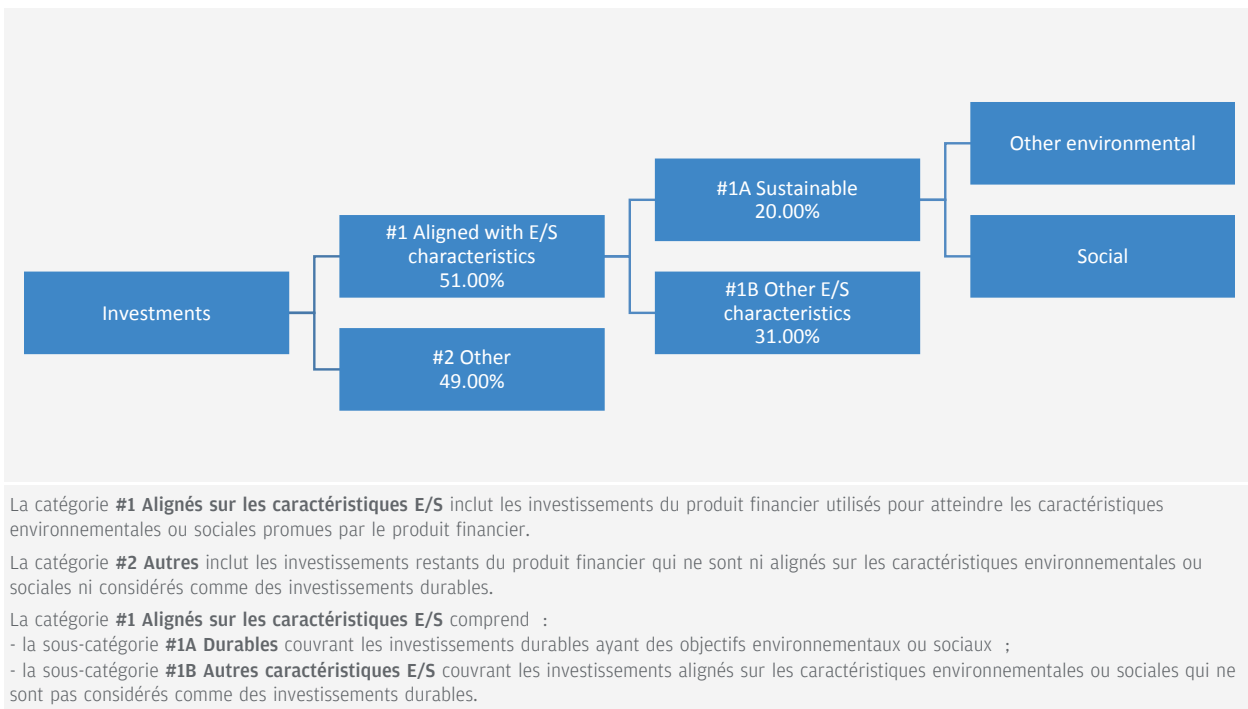 Investments
#1 Aligned with E/S
characteristics
51.00%
#2 Other
49.00%
#1A Sustainable
20.00%
#1B Other E/S
characteristics
31.00%
Other environmental
Social
La catégorie #1 Alignés sur les caractéristiques E/S inclut les investissements du produit financier utilisés pour atteindre les caractéristiques
environnementales ou sociales promues par le produit financier.
La catégorie #2 Autres inclut les investissements restants du produit financier qui ne sont ni alignés sur les caractéristiques environnementales ou
sociales ni considérés comme des investissements durables.
La catégorie #1 Alignés sur les caractéristiques E/S comprend :
- la sous-catégorie #1A Durables couvrant les investissements durables ayant des objectifs environnementaux ou sociaux ;
- la sous-catégorie #1B Autres caractéristiques E/S couvrant les investissements alignés sur les caractéristiques environnementales ou sociales qui ne
sont pas considérés comme des investissements durables.